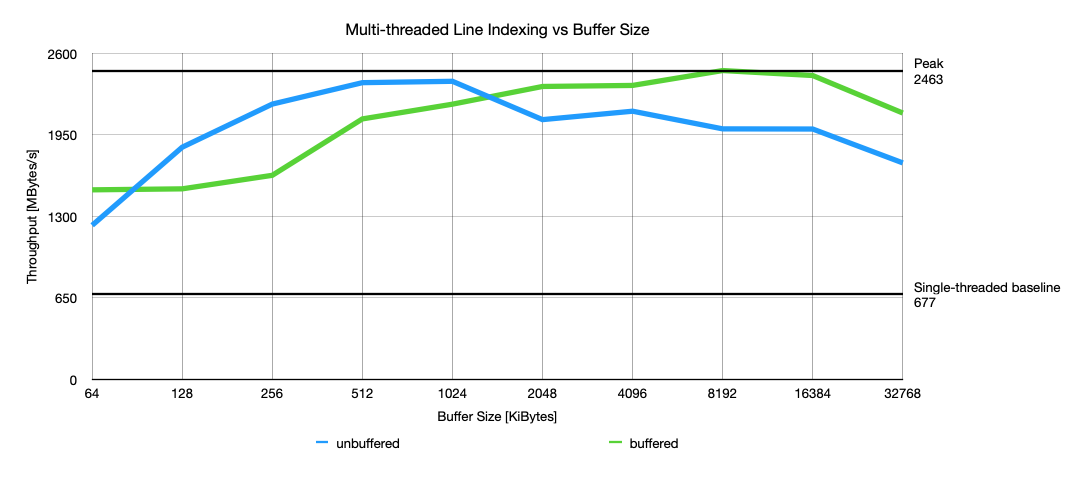 Multi-threaded Line Indexing vs Buffer Size
Throughput [MBytes/s]
2600
1950
1300
650
0
Peak
2463
Single-threaded baseline
677
64 128 256 512 1024 2048 4096 8192 16384 32768
Buffer Size [KiBytes]
unbuffered buffered